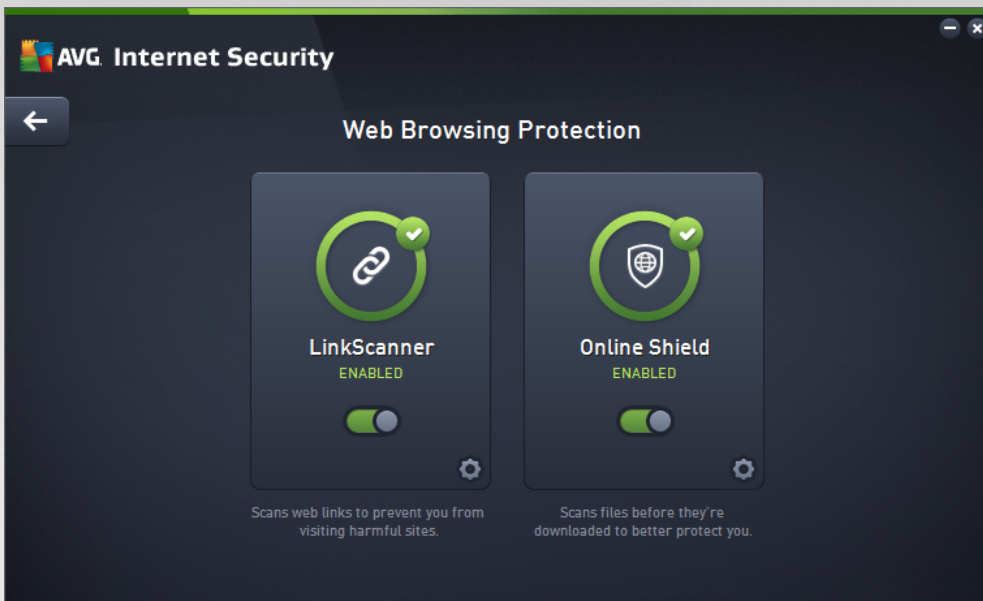 AVG. Internet Security
Web Browsing Protection
LinkScanner
ENABLED
Scans web links to prevent you from
visiting harmful sites.
Online Shield
ENABLED
Scans files before they're
downloaded to better protect you.